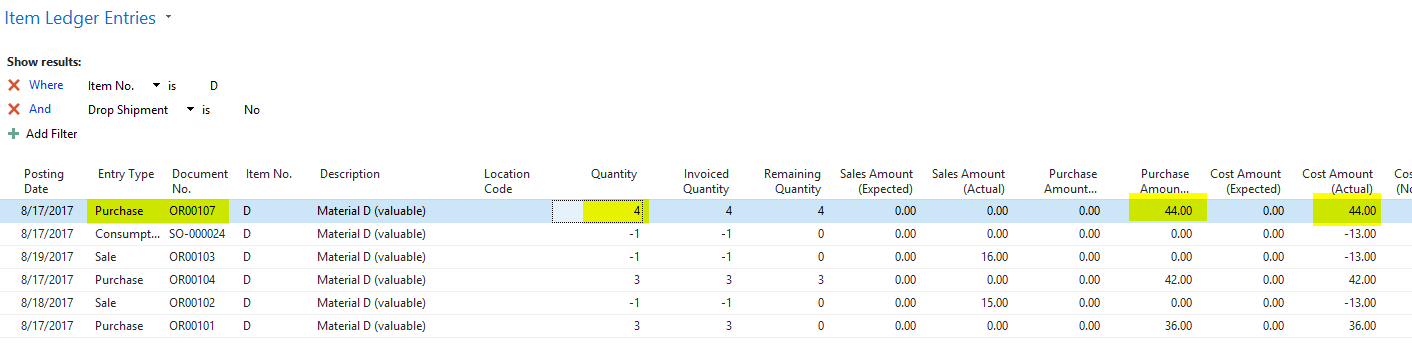 Item Ledger Entries
Show results:
Where Item No. is D
And Drop Shipment is No
Add Filter
Posting Entry Type Document Item No. Description Location Quantity Invoiced Remaining Sales Amount Sales Amount Purchase Purchase Cost Amount Cost Amount Cos
Date No. Code Quantity Quantity (Expected) (Actual) Amount... Amoun... (Expected) (Actual) (No
8/17/2017 Purchase OR00107 D Material D (valuable) 4 4 4 0.00 0.00 0.00 44.00 0.00 44.00
8/17/2017 Consumpt... SO-000024 D Material D (valuable) -1 -1 0 0.00 0.00 0.00 0.00 0.00 -13.00
8/19/2017 Sale OR00103 D Material D (valuable) -1 -1 0 0.00 16.00 0.00 0.00 0.00 -13.00
8/17/2017 Purchase OR00104 D Material D (valuable) 3 3 3 0.00 0.00 0.00 42.00 0.00 42.00
8/18/2017 Sale OR00102 D Material D (valuable) -1 -1 0 0.00 15.00 0.00 0.00 0.00 -13.00
8/17/2017 Purchase OR00101 D Material D (valuable) 3 3 0 0.00 0.00 0.00 36.00 0.00 36.00